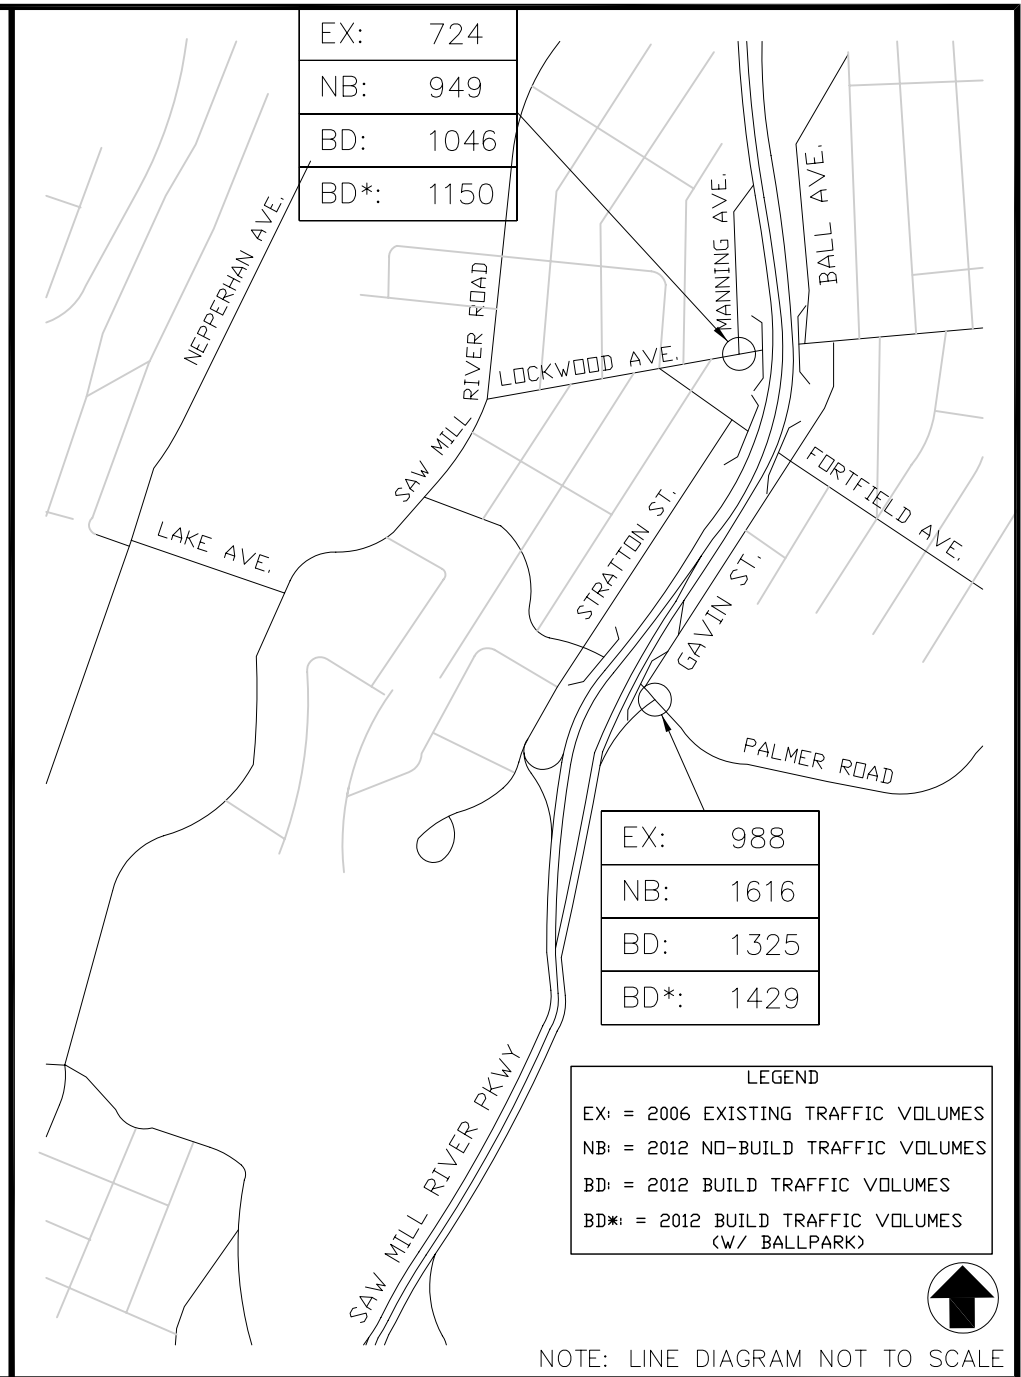 EX: 724
NB: 949
BD: 1046
BD*: 1150
NEPPERHAN AVE.
SAW MILL RIVER ROAD
MANNING AVE.
BALL AVE.
LOCKWOOD AVE.
FORTFIELD AVE.
LAKE AVE.
STRATTON ST.
GAVIN ST.
PALMER ROAD
EX: 988
NB: 1616
BD: 1325
BD*: 1429
SAW MILL RIVER PKWY
LEGEND
EX: = 2006 EXISTING TRAFFIC VOLUMES
NB: = 2012 NO-BUILD TRAFFIC VOLUMES
BD: = 2012 BUILD TRAFFIC VOLUMES
BD*: = 2012 BUILD TRAFFIC VOLUMES
(W/ BALLPARK)
NOTE: LINE DIAGRAM NOT TO SCALE